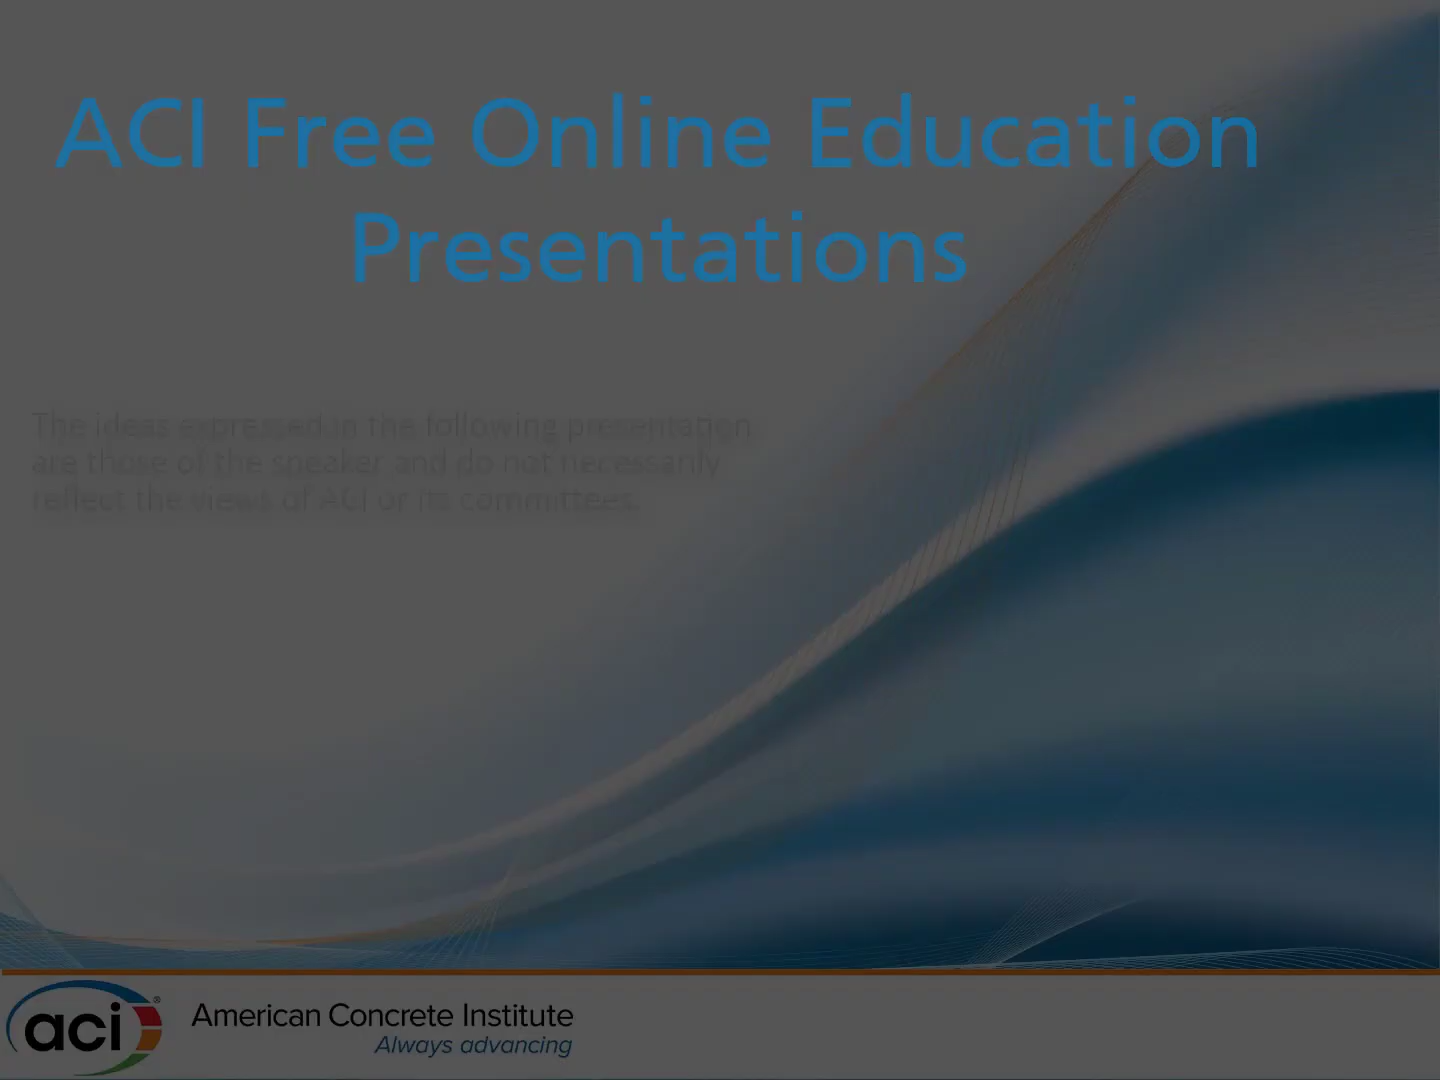 ACI Free Online Education
Presentations
The ideas expressed in the following presentation
are those of the speaker and do not necessarily
reflect the views of ACI or its committees.
aci®
American Concrete Institute
Always advancing